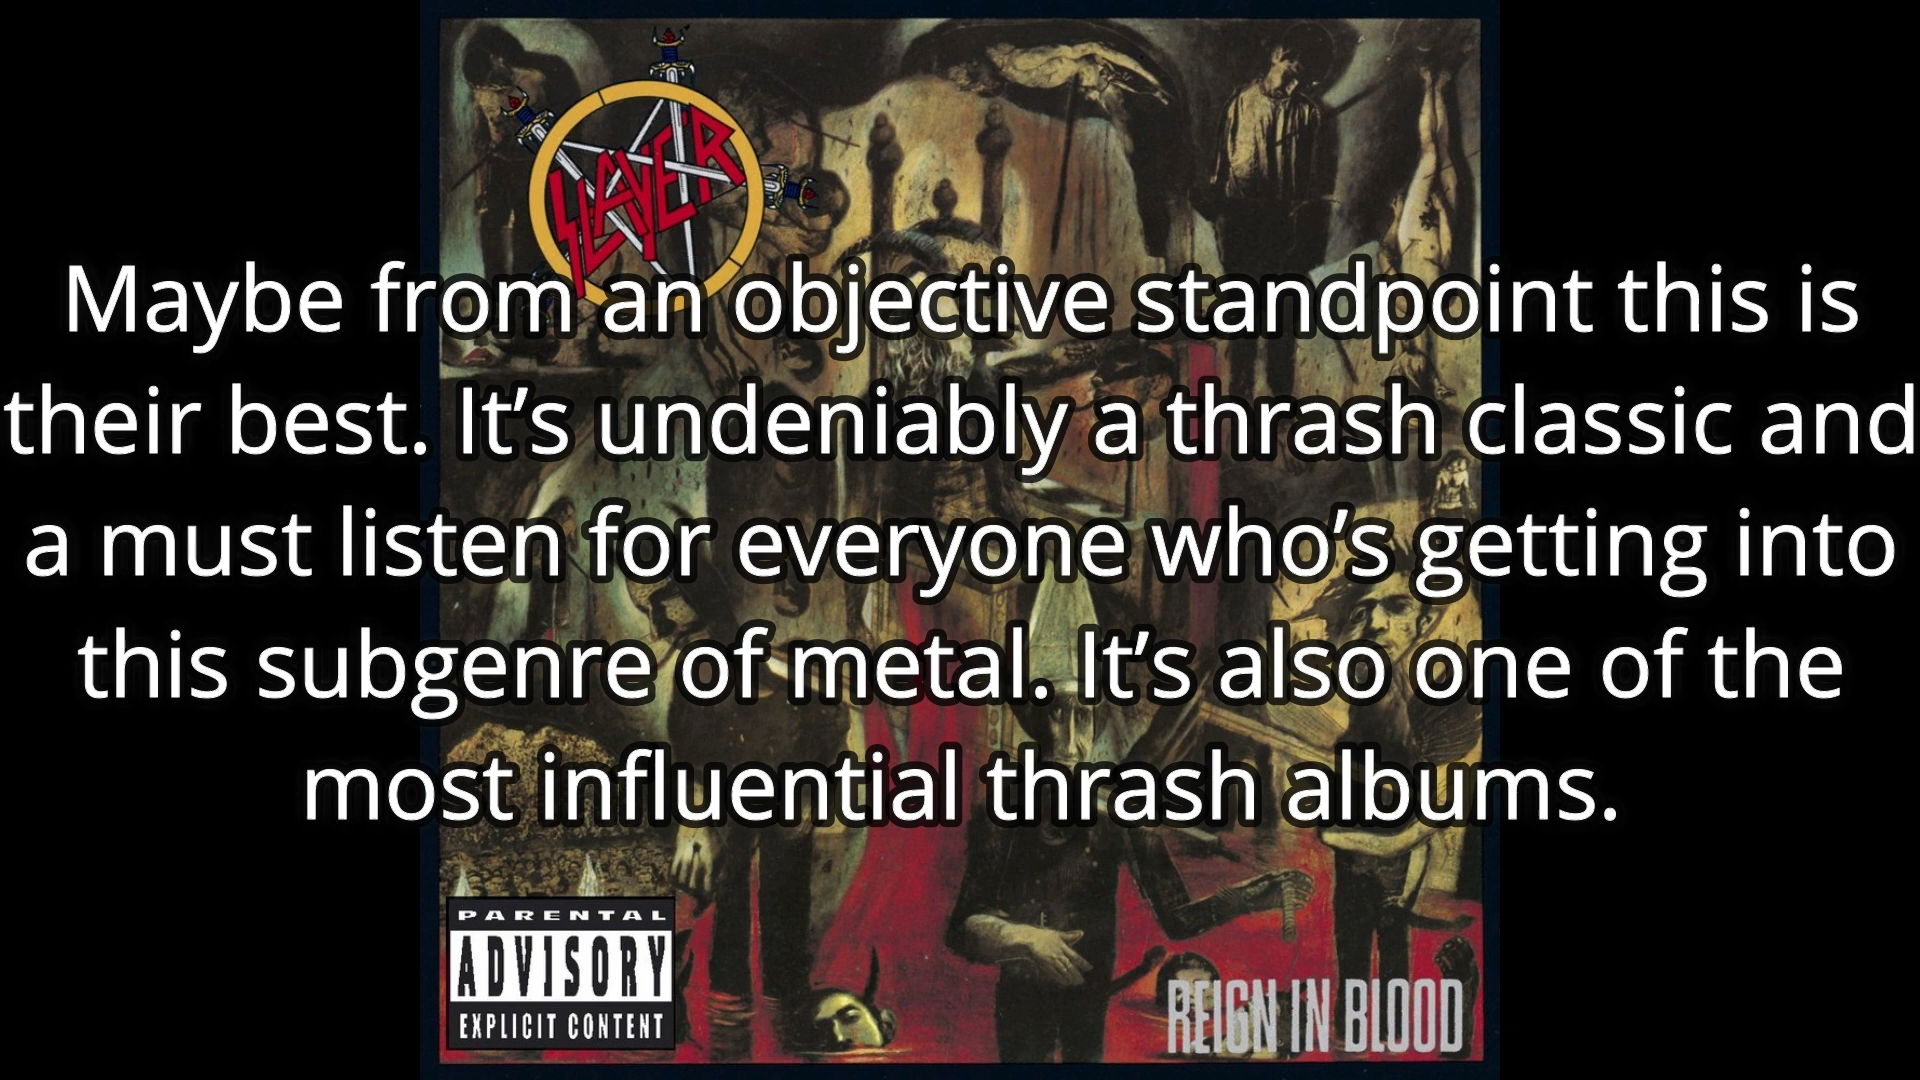 SLAYER
Maybe from an objective standpoint this is
their best. It’s undeniably a thrash classic and
a must listen for everyone who’s getting into
this subgenre of metal. It’s also one of the
most influential thrash albums.
PARENTAL
ADVISORY
EXPLICIT CONTENT
REIGN IN BLOOD